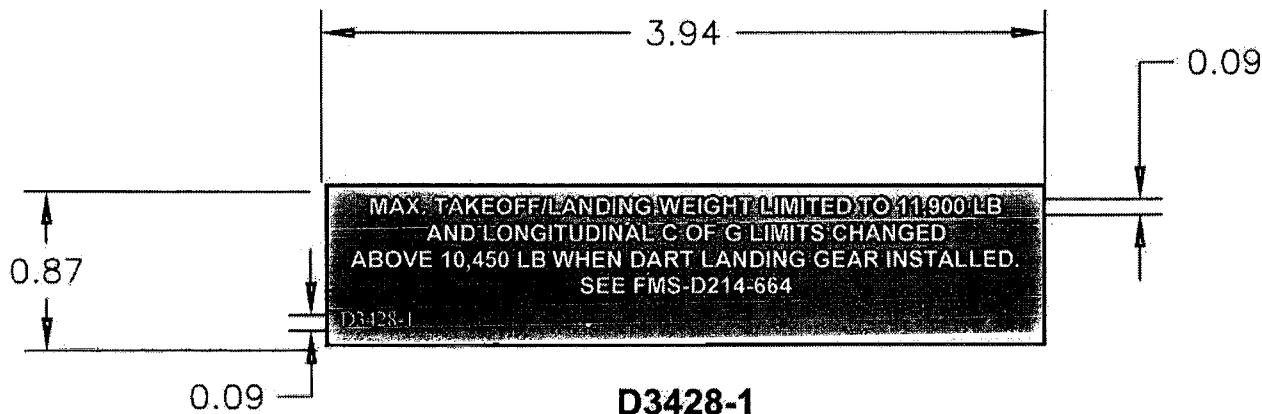 3.94
0.09
MAX. TAKEOFF/LANDING WEIGHT LIMITED TO 11,900 LB
AND LONGITUDINAL C OF G LIMITS CHANGED
ABOVE 10,450 LB WHEN DART LANDING GEAR INSTALLED.
SEE FMS-D214-664
0.87
D3428-1
0.09
D3428-1